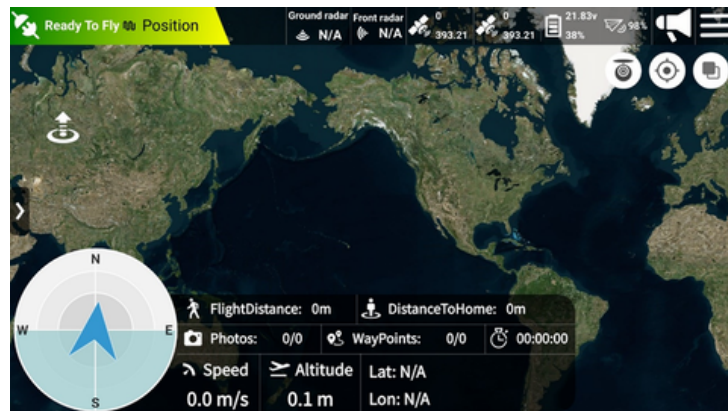 Ready To Fly Position
Ground radar
N/A
Front radar
N/A
0
393.21
0
393.21
21.83v
38%
98%
N
W
E
S
FlightDistance: 0m
DistanceToHome: 0m
Photos: 0/0
WayPoints: 0/0
00:00:00
Speed
0.0 m/s
Altitude
0.1 m
Lat: N/A
Lon: N/A